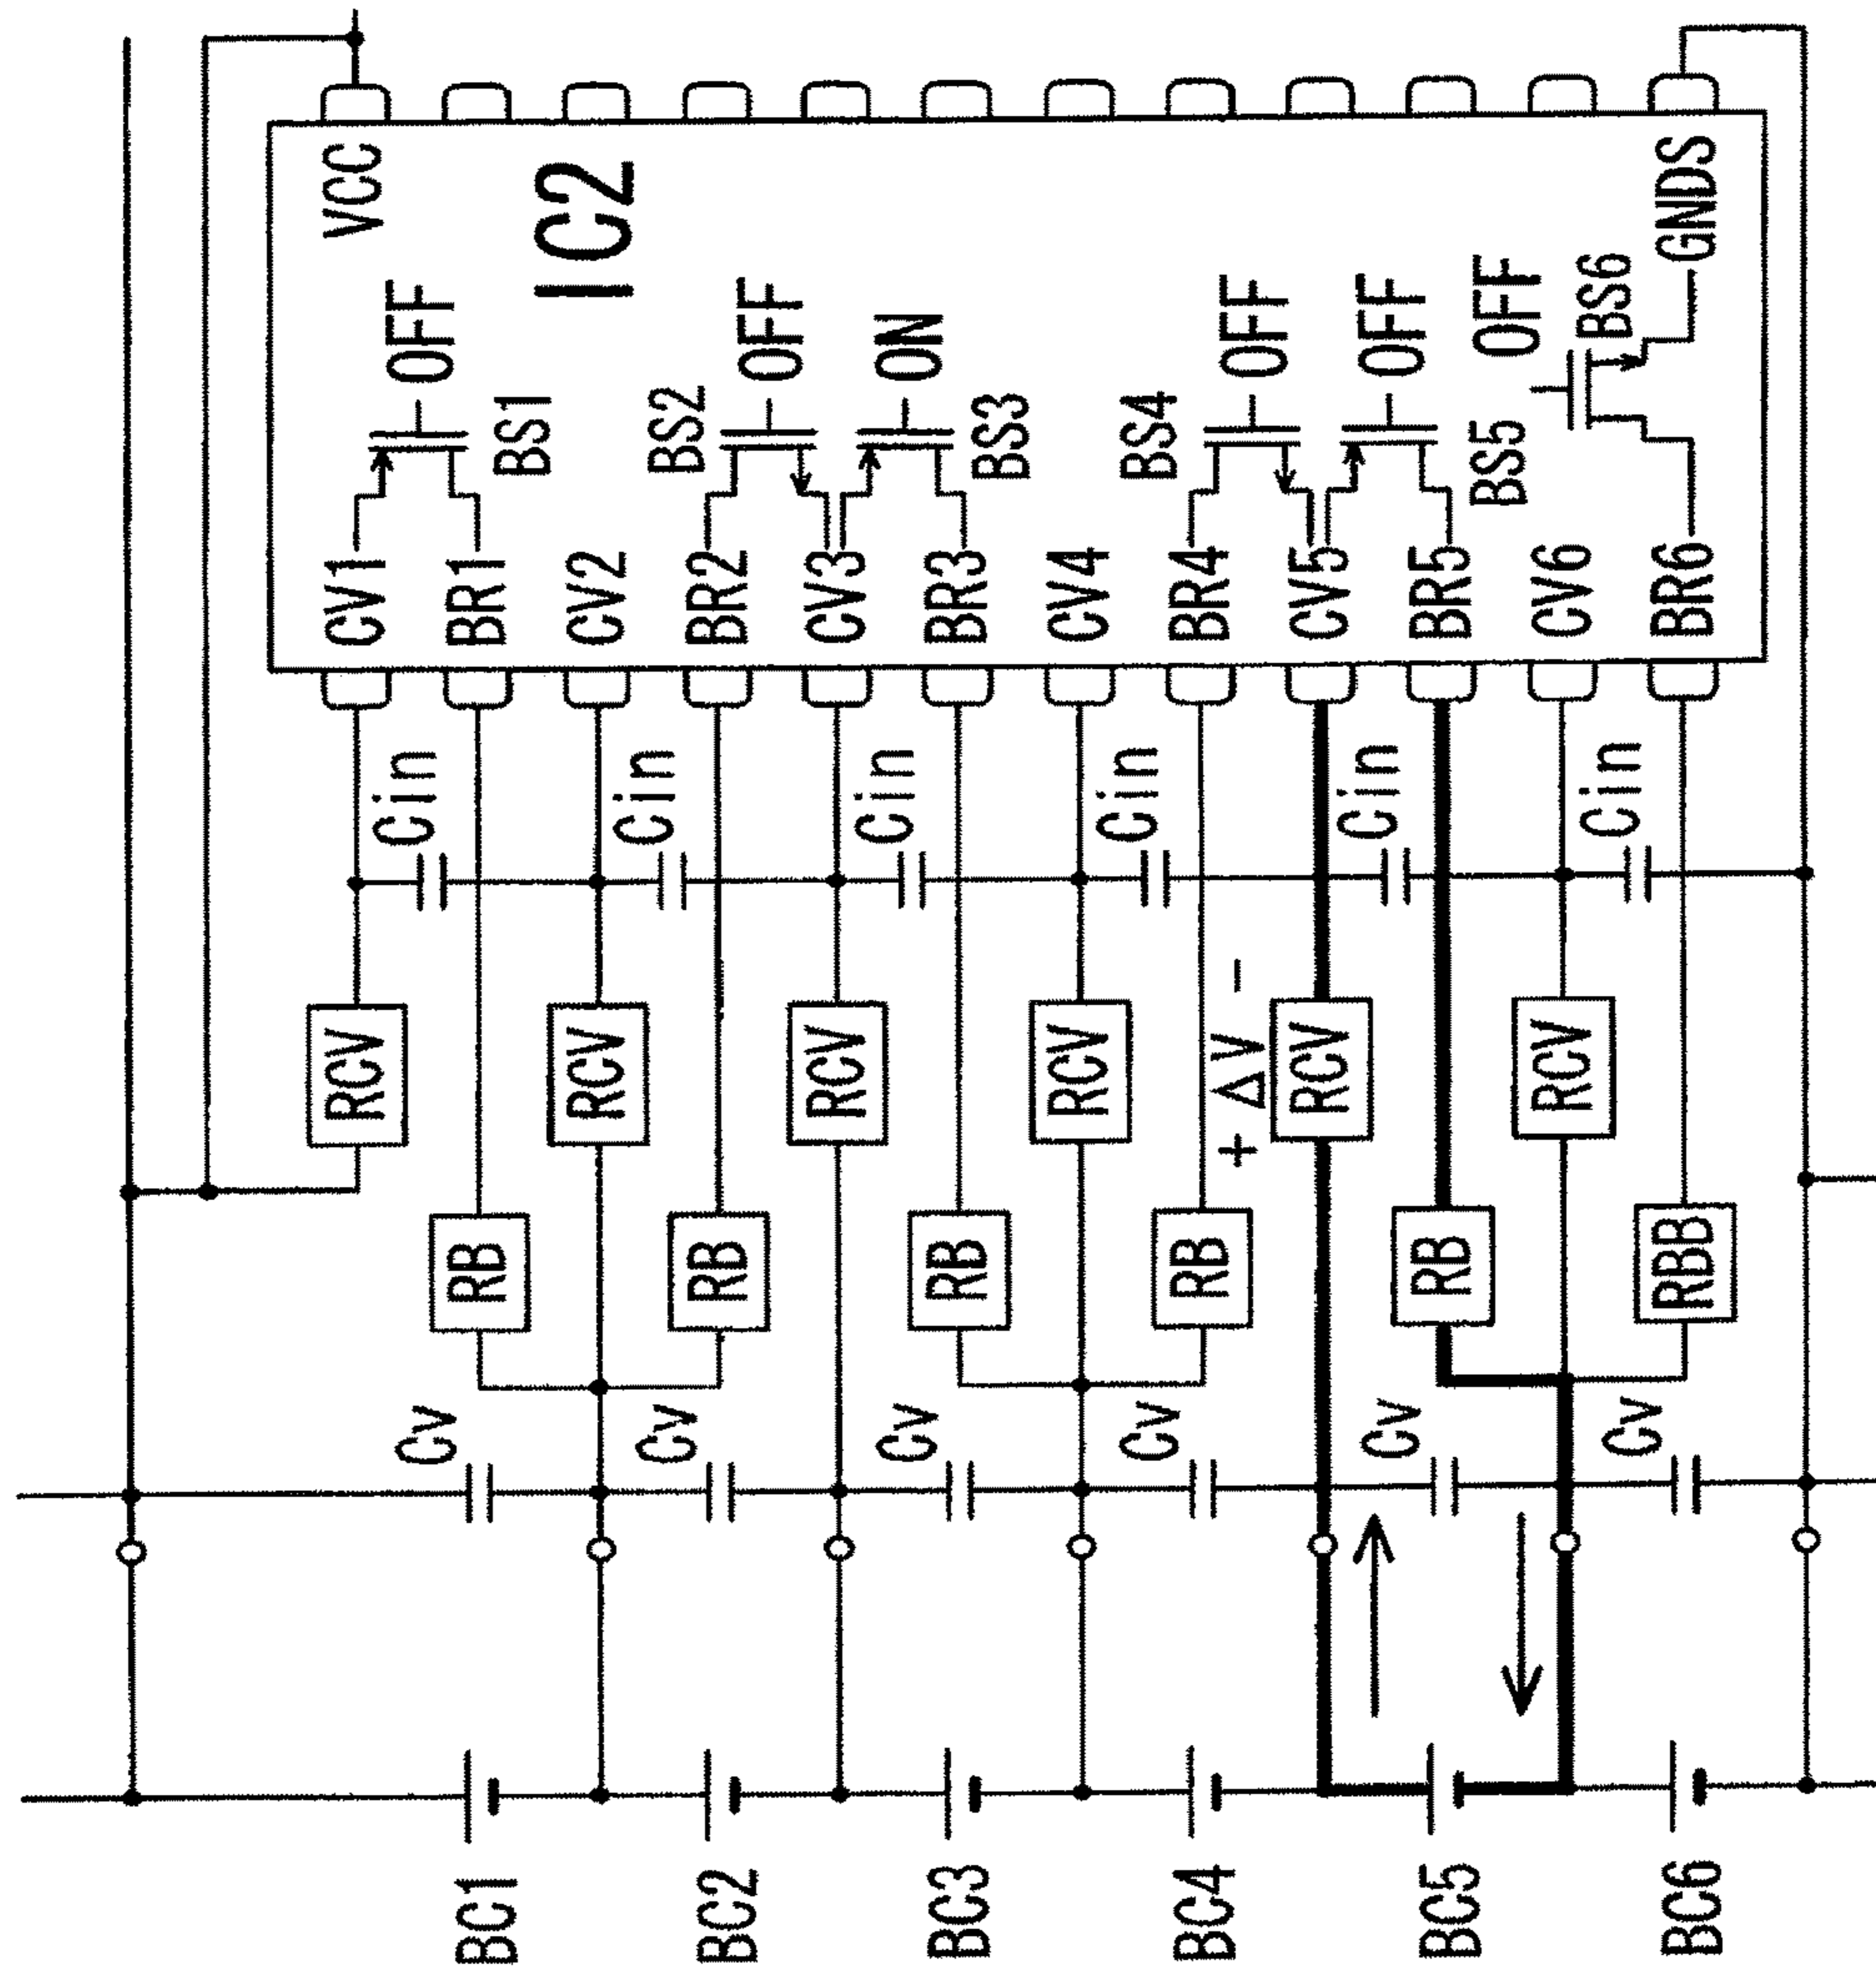 VCC
IC2
GNDS
OFF
OFF
ON
OFF
OFF
OFF
BS1
BS2
BS3
BS4
BS5
BS6
CV1
BR1
CV2
BR2
CV3
BR3
CV4
BR4
CV5
BR5
CV6
BR6
Cin
Cin
Cin
Cin
Cin
Cin
RCV
RCV
RCV
RCV
+ ΔV -
RCV
RCV
RB
RB
RB
RB
RB
RBB
Cv
Cv
Cv
Cv
Cv
Cv
BC1
BC2
BC3
BC4
BC5
BC6